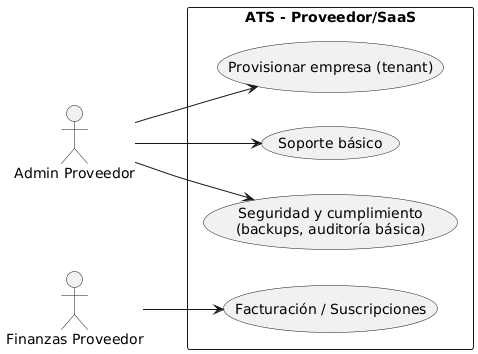 ATS - Proveedor/SaaS
Provisionar empresa (tenant)
Soporte básico
Admin Proveedor
Seguridad y cumplimiento
(backups, auditoría básica)
Facturación / Suscripciones
Finanzas Proveedor